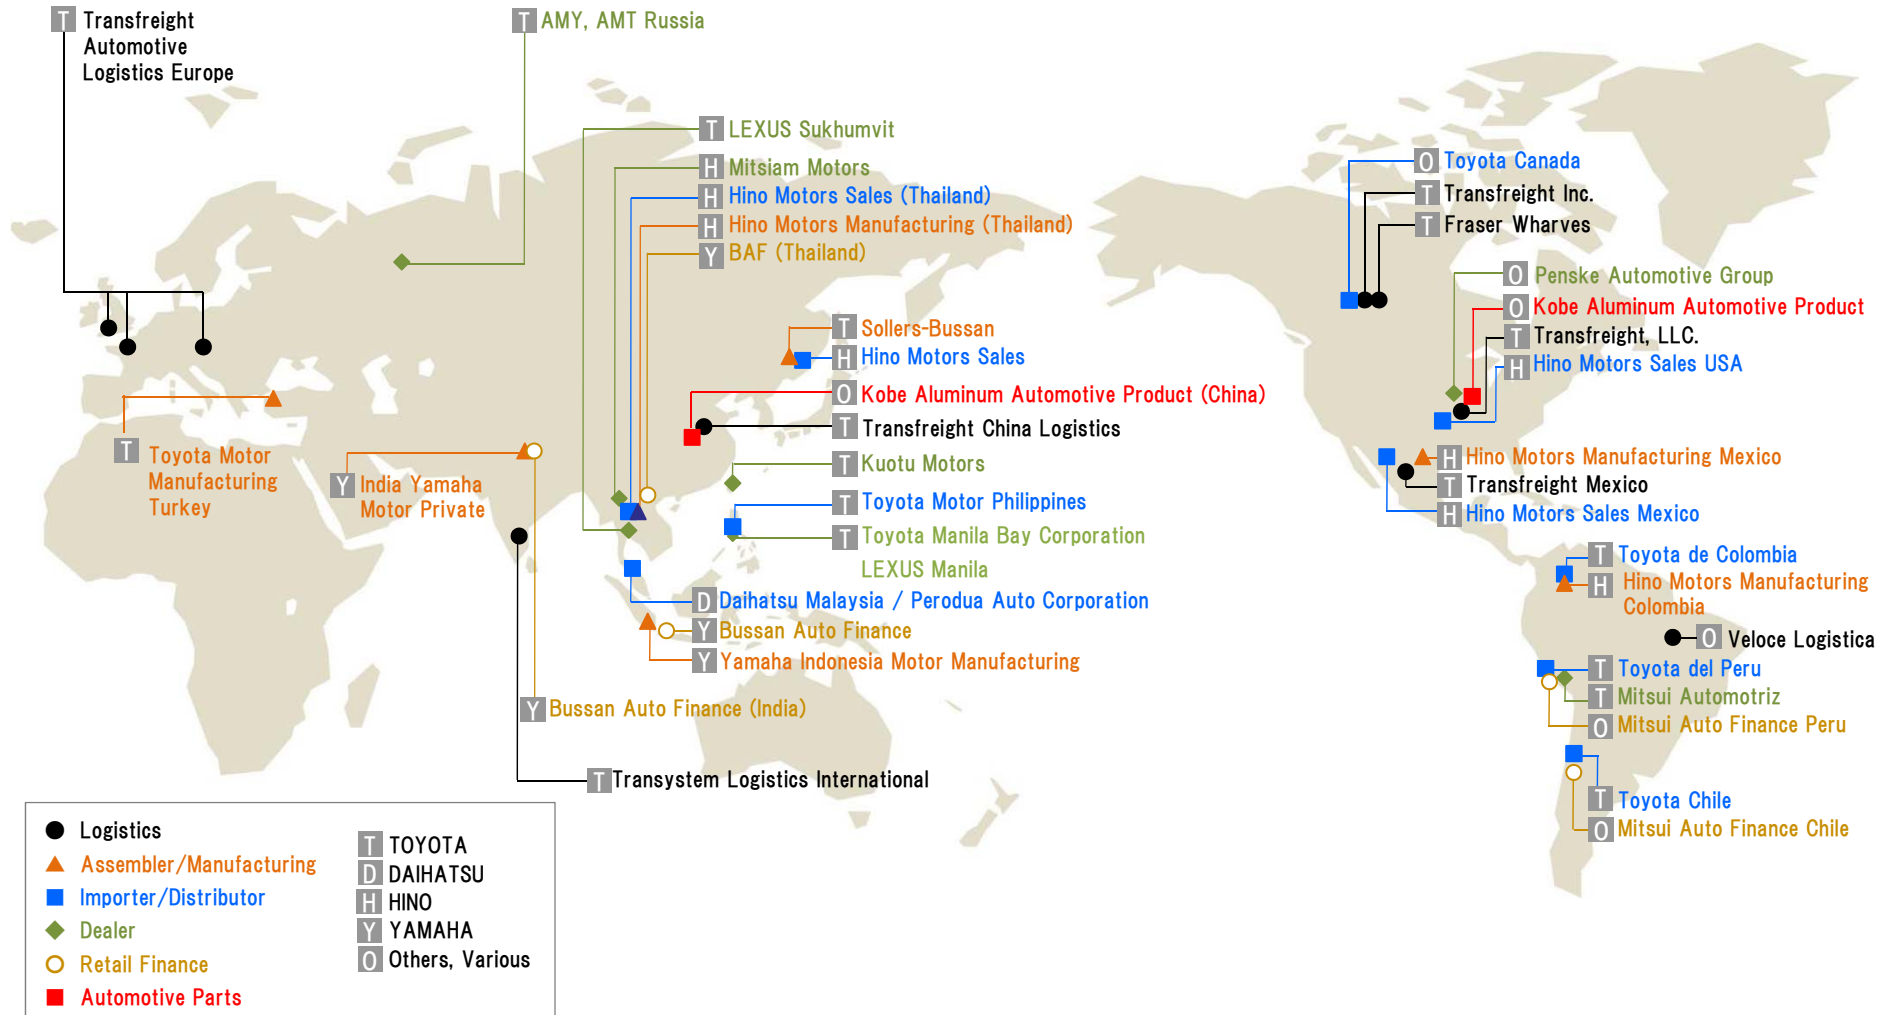 T Transfreight
Automotive
Logistics Europe
T AMY, AMT Russia
T LEXUS Sukhumvit
H Mitsiam Motors
H Hino Motors Sales (Thailand)
H Hino Motors Manufacturing (Thailand)
Y BAF (Thailand)
T Sollers-Bussan
H Hino Motors Sales
O Kobe Aluminum Automotive Product (China)
T Transfreight China Logistics
T Kuotu Motors
T Toyota Motor Philippines
T Toyota Manila Bay Corporation
LEXUS Manila
D Daihatsu Malaysia / Perodua Auto Corporation
Y Bussan Auto Finance
Y Yamaha Indonesia Motor Manufacturing
T Toyota Motor
Manufacturing
Turkey
Y India Yamaha
Motor Private
Y Bussan Auto Finance (India)
T Transystem Logistics International
O Toyota Canada
T Transfreight Inc.
T Fraser Wharves
O Penske Automotive Group
O Kobe Aluminum Automotive Product
T Transfreight, LLC.
H Hino Motors Sales USA
H Hino Motors Manufacturing Mexico
T Transfreight Mexico
H Hino Motors Sales Mexico
T Toyota de Colombia
H Hino Motors Manufacturing
Colombia
O Veloce Logistica
T Toyota del Peru
T Mitsui Automotriz
O Mitsui Auto Finance Peru
T Toyota Chile
O Mitsui Auto Finance Chile
Logistics
Assembler/Manufacturing
Importer/Distributor
Dealer
Retail Finance
Automotive Parts
T TOYOTA
D DAIHATSU
H HINO
Y YAMAHA
O Others, Various